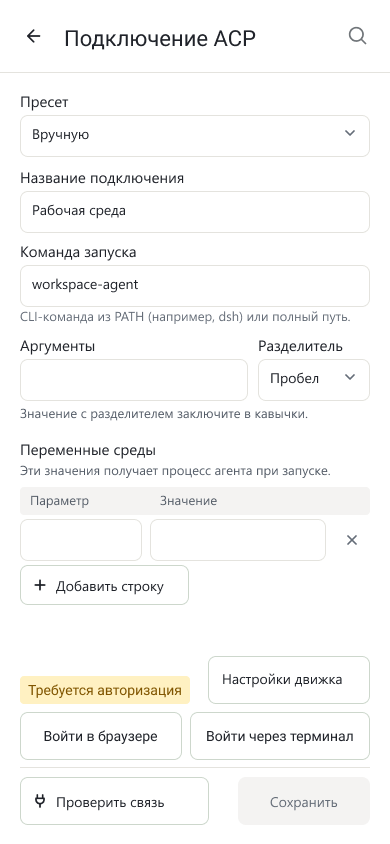 Подключение ACP
Пресет
Вручную
Название подключения
Рабочая среда
Команда запуска
workspace-agent
CLI-команда из PATH (например, dsh) или полный путь.
Аргументы
Разделитель
Пробел
Значение с разделителем заключите в кавычки.
Переменные среды
Эти значения получает процесс агента при запуске.
Параметр
Значение
Добавить строку
Настройки движка
Требуется авторизация
Войти в браузере
Войти через терминал
Проверить связь
Сохранить